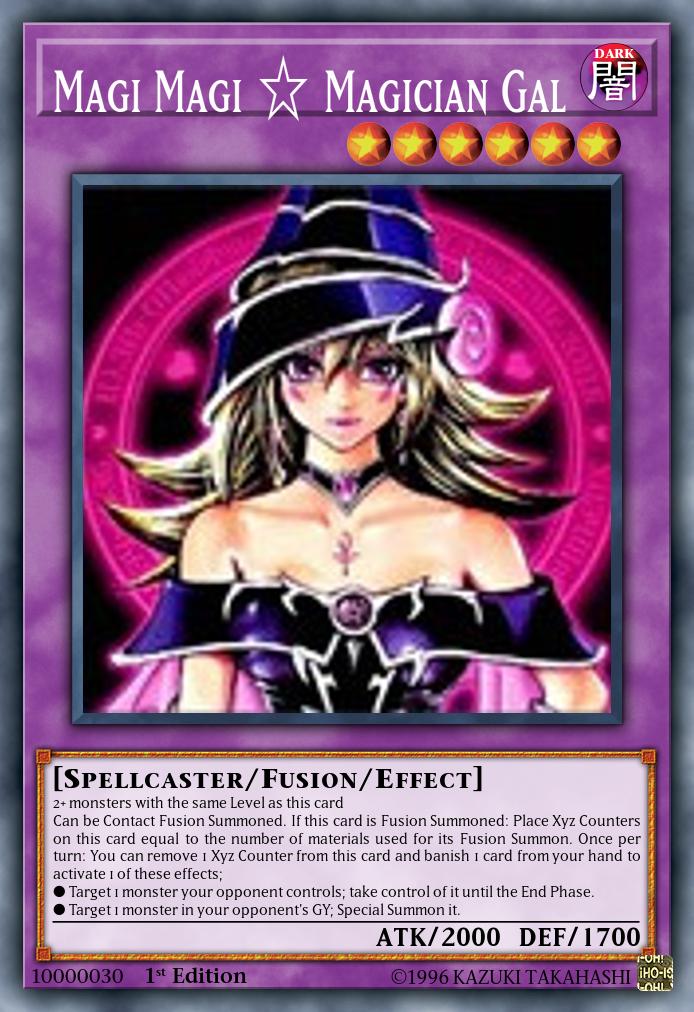 Magi Magi ☆ Magician Gal
DARK
闇
[Spellcaster/Fusion/Effect]
2+ monsters with the same Level as this card
Can be Contact Fusion Summoned. If this card is Fusion Summoned: Place Xyz Counters
on this card equal to the number of materials used for its Fusion Summon. Once per
turn: You can remove 1 Xyz Counter from this card and banish 1 card from your hand to
activate 1 of these effects;
● Target 1 monster your opponent controls; take control of it until the End Phase.
● Target 1 monster in your opponent's GY; Special Summon it.
ATK/2000 DEF/1700
10000030 1st Edition ©1996 KAZUKI TAKAHASHI